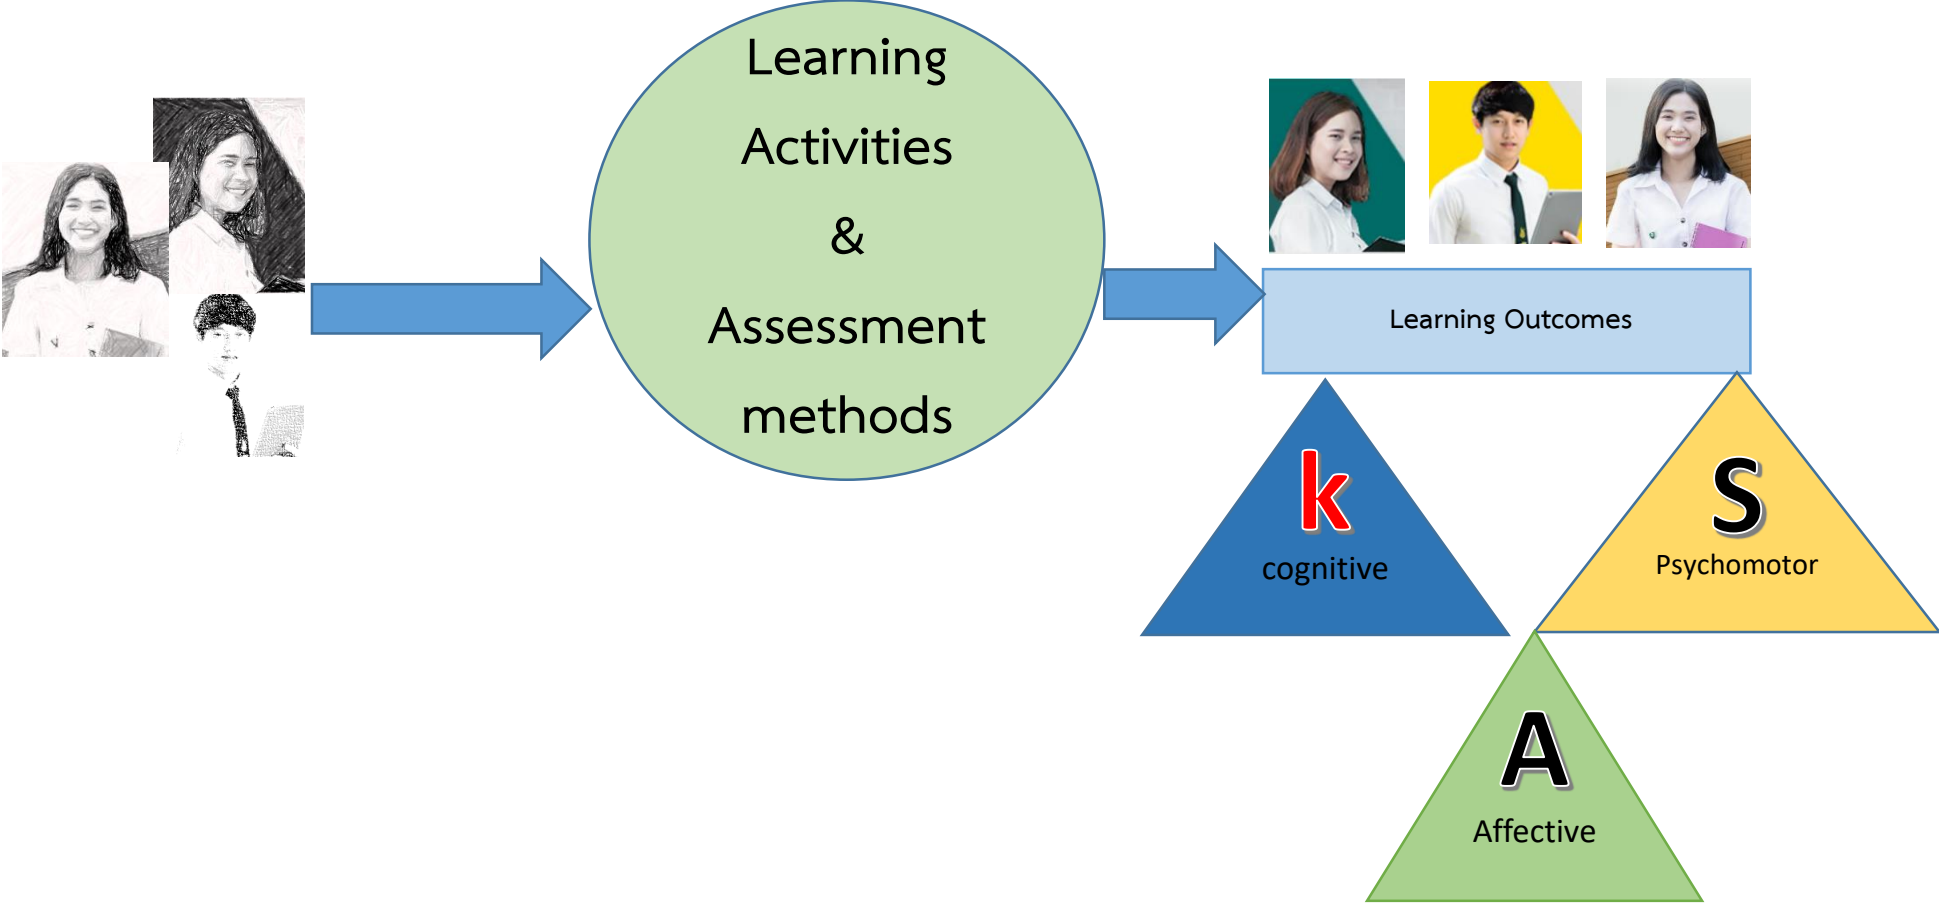 Learning
Activities
&
Assessment
methods
Learning Outcomes
k
cognitive
S
Psychomotor
A
Affective